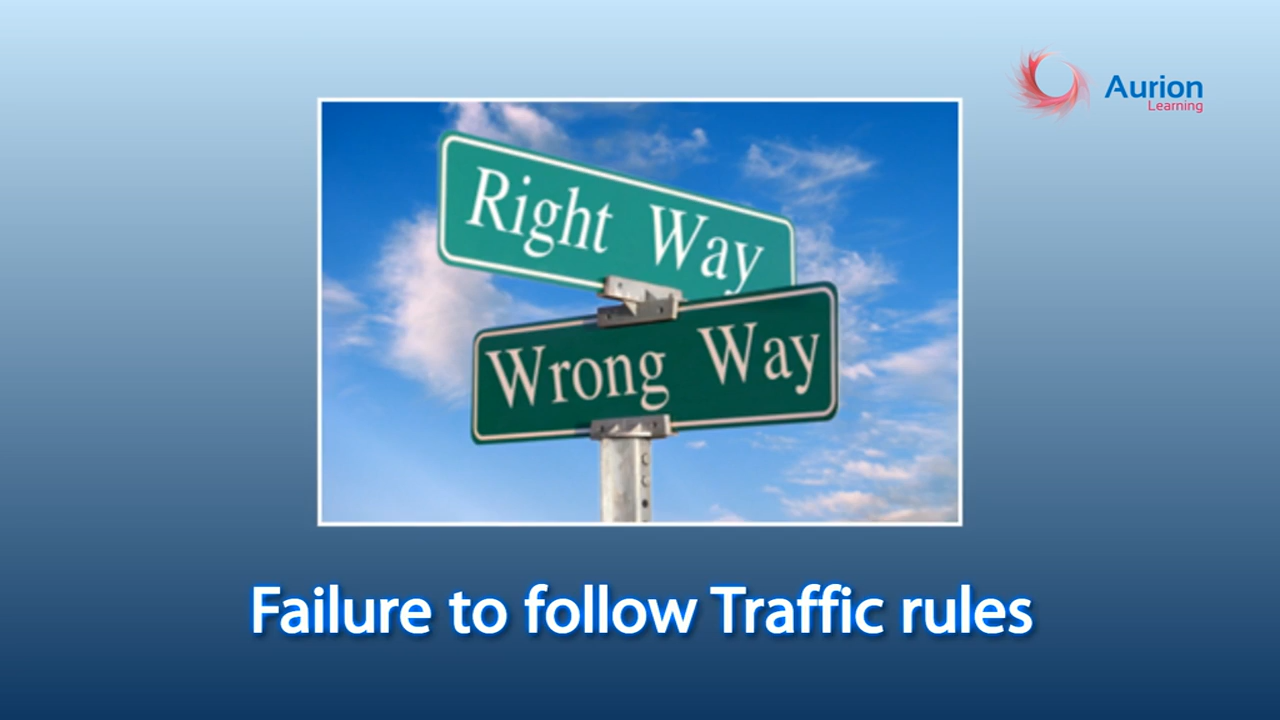 Aurion
Learning
Right Way
Wrong Way
Failure to follow Traffic rules